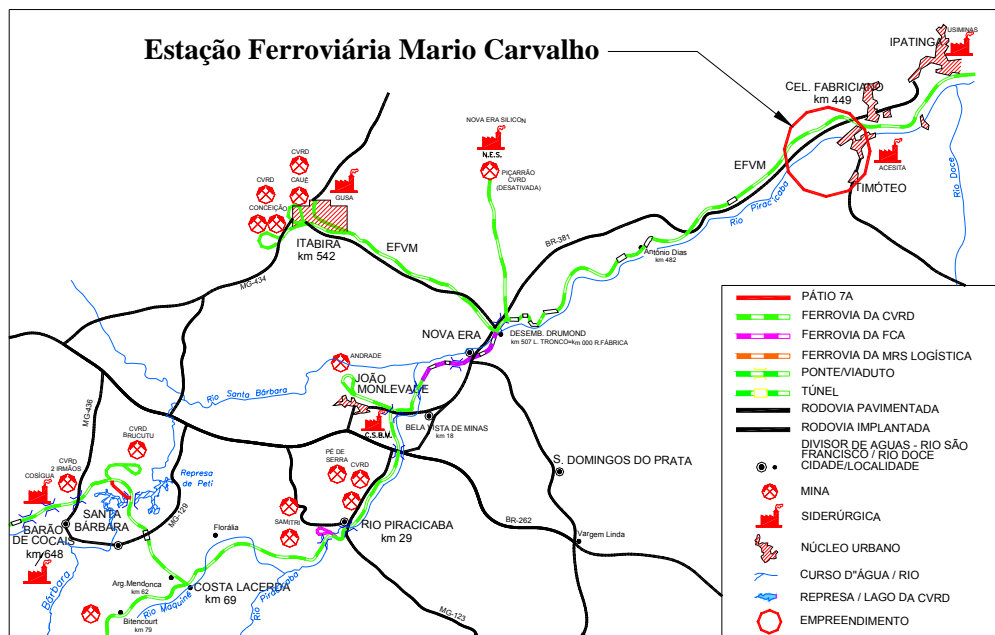 Estação Ferroviária Mario Carvalho
USIMINAS
IPATINGA
CEL. FABRICIANO
km 449
ACESITA
TIMÓTEO
EFVM
Rio Piracicaba
Rio Doce
NOVA ERA SILICON
N.E.S.
PIÇARRÃO
CVRD
(DESATIVADA)
CVRD
CAUÊ
CVRD
GUSA
CONCEIÇÃO
ITABIRA
km 542
EFVM
BR-381
MG-434
Antônio Dias
km 482
NOVA ERA
DESEMB. DRUMOND
km 507 L. TRONCO=km 000 R.FÁBRICA
ANDRADE
JOÃO
MONLEVADE
Rio Santa Bárbara
C.S.B.M.
BELA VISTA DE MINAS
km 18
MG-436
CVRD
BRUCUTU
CVRD
2 IRMÃOS
COSÍGUA
Represa
de Peti
PÉ DE
SERRA
CVRD
S. DOMINGOS DO PRATA
SANTA
BÁRBARA
MG-129
BARÃO
DE COCAIS
km 648
SAMITRI
Florália
RIO PIRACICABA
km 29
BR-262
Vargem Linda
Arg.Mendonca
km 62
COSTA LACERDA
km 69
Bárbara
Rio Maquiné
Rio Piracicaba
MG-123
Bitencourt
km 79
PÁTIO 7A
FERROVIA DA CVRD
FERROVIA DA FCA
FERROVIA DA MRS LOGÍSTICA
PONTE/VIADUTO
TÚNEL
RODOVIA PAVIMENTADA
RODOVIA IMPLANTADA
DIVISOR DE AGUAS - RIO SÃO
FRANCISCO / RIO DOCE
CIDADE/LOCALIDADE
MINA
SIDERÚRGICA
NÚCLEO URBANO
CURSO D"ÁGUA / RIO
REPRESA / LAGO DA CVRD
EMPREENDIMENTO